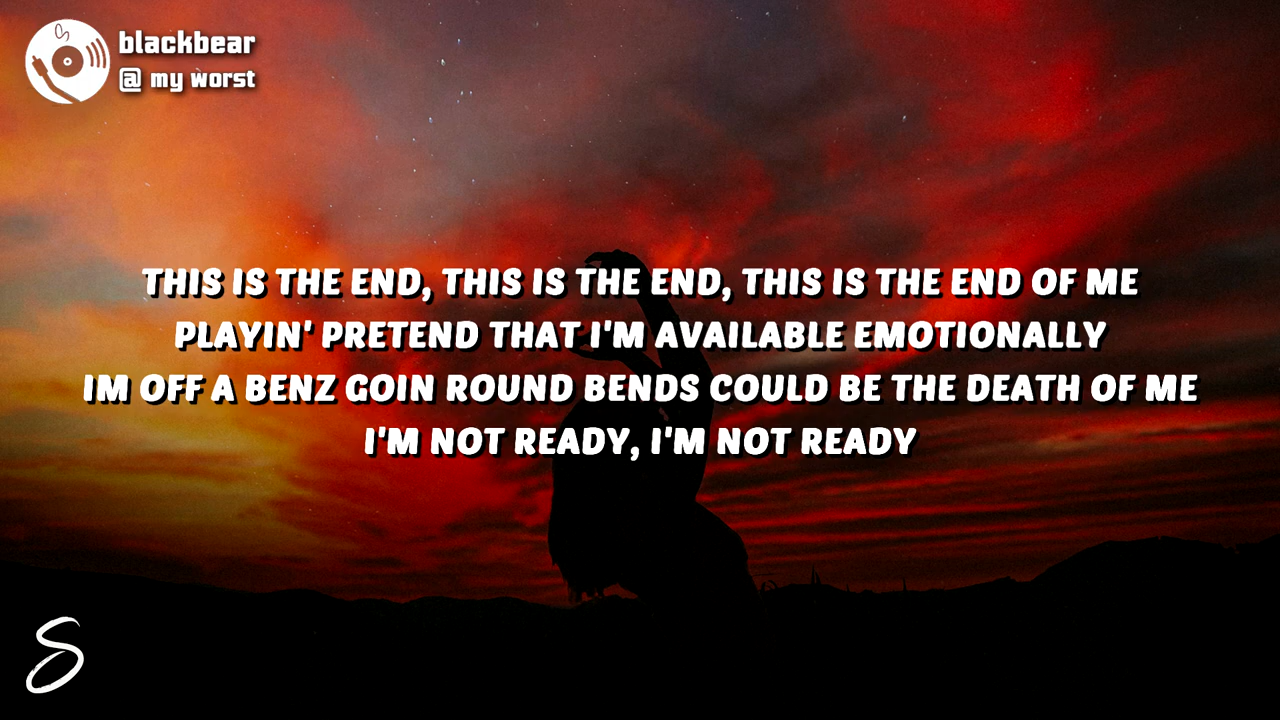 blackbear
@ my worst
THIS IS THE END, THIS IS THE END, THIS IS THE END OF ME
PLAYIN' PRETEND THAT I'M AVAILABLE EMOTIONALLY
IM OFF A BENZ GOIN ROUND BENDS COULD BE THE DEATH OF ME
I'M NOT READY, I'M NOT READY
S